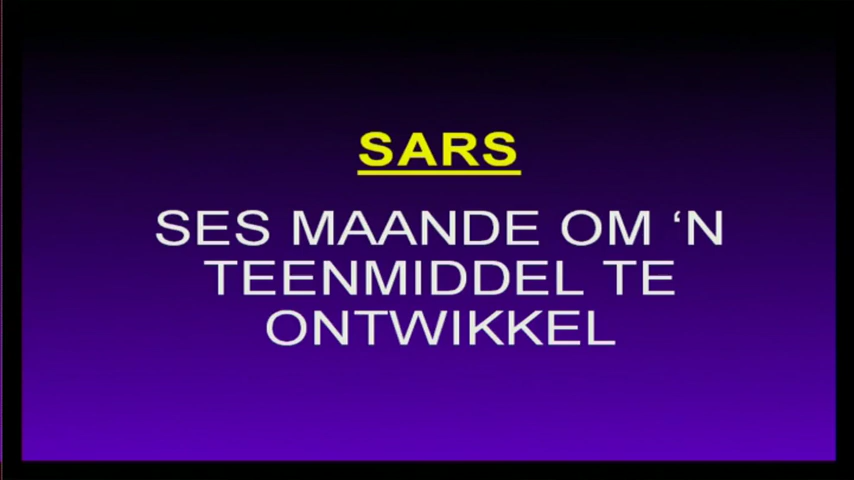 SARS
SES MAANDE OM ‘N
TEENMIDDEL TE
ONTWIKKEL